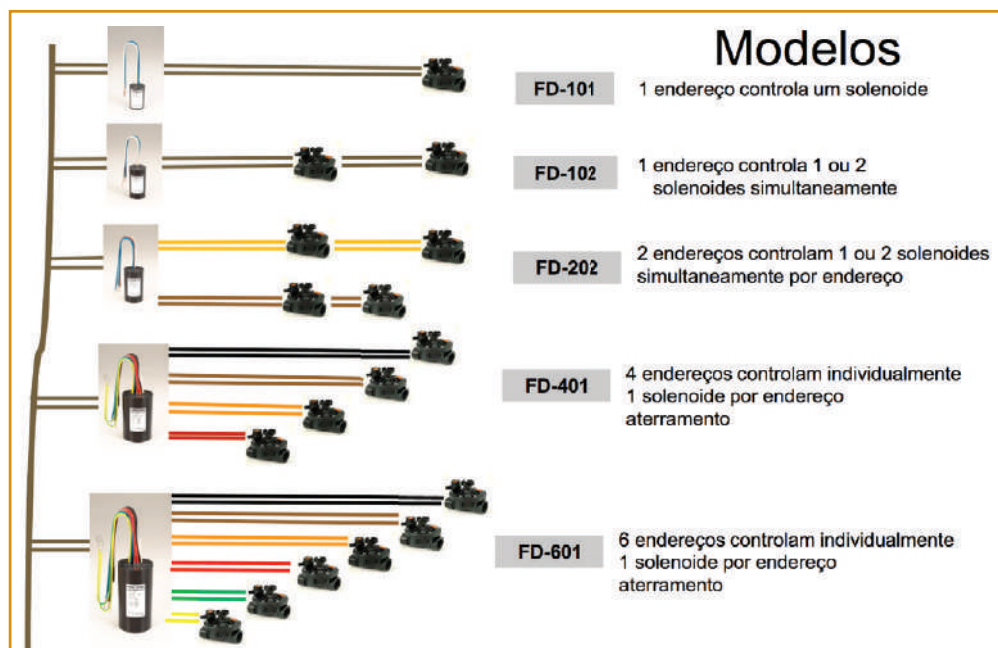 Modelos
FD-101
1 endereço controla um solenoide
FD-102
1 endereço controla 1 ou 2
solenoides simultaneamente
FD-202
2 endereços controlam 1 ou 2 solenoides
simultaneamente por endereço
FD-401
4 endereços controlam individualmente
1 solenoide por endereço
aterramento
FD-601
6 endereços controlam individualmente
1 solenoide por endereço
aterramento